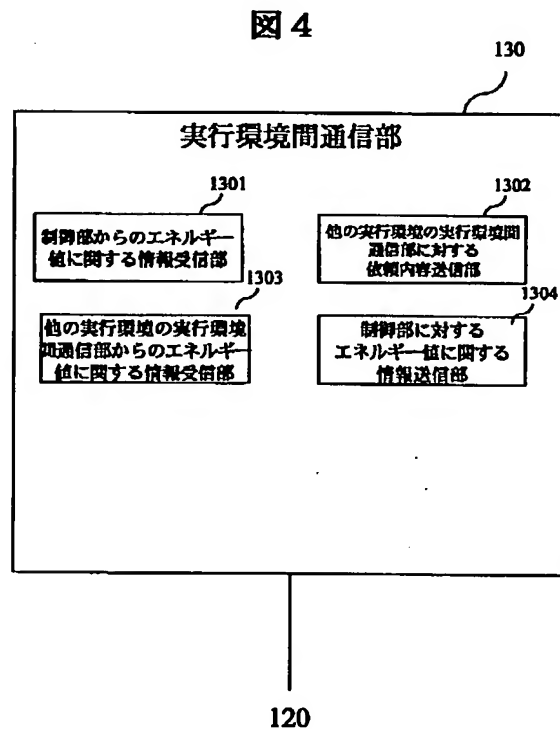 図4
130
実行環境間通信部
1301
制御部からのエネルギー
値に関する情報受信部
1302
他の実行環境の実行環境間
通信部に対する
依頼内容送信部
1303
他の実行環境の実行環境
間通信部からのエネルギー
値に関する情報受信部
1304
制御部に対する
エネルギー値に関する
情報送信部
120